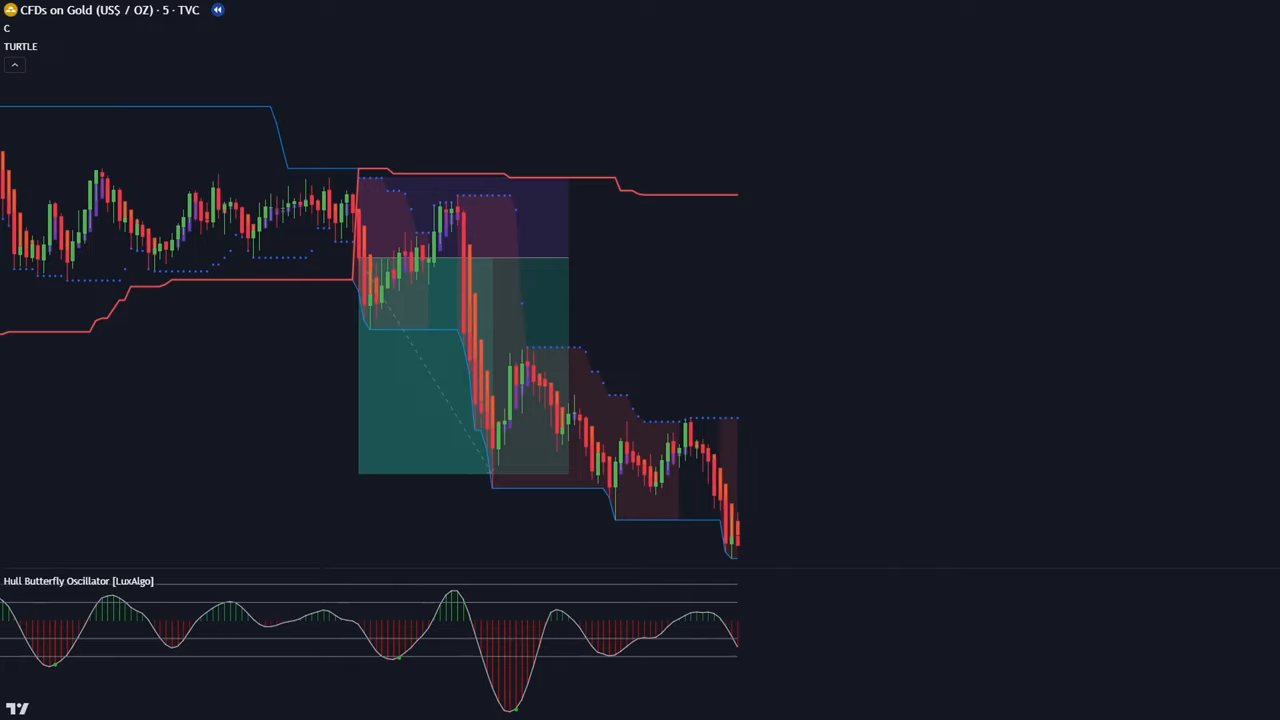 CFDs on Gold (US$ / OZ) · 5 · TVC
C
TURTLE
Hull Butterfly Oscillator [LuxAlgo]